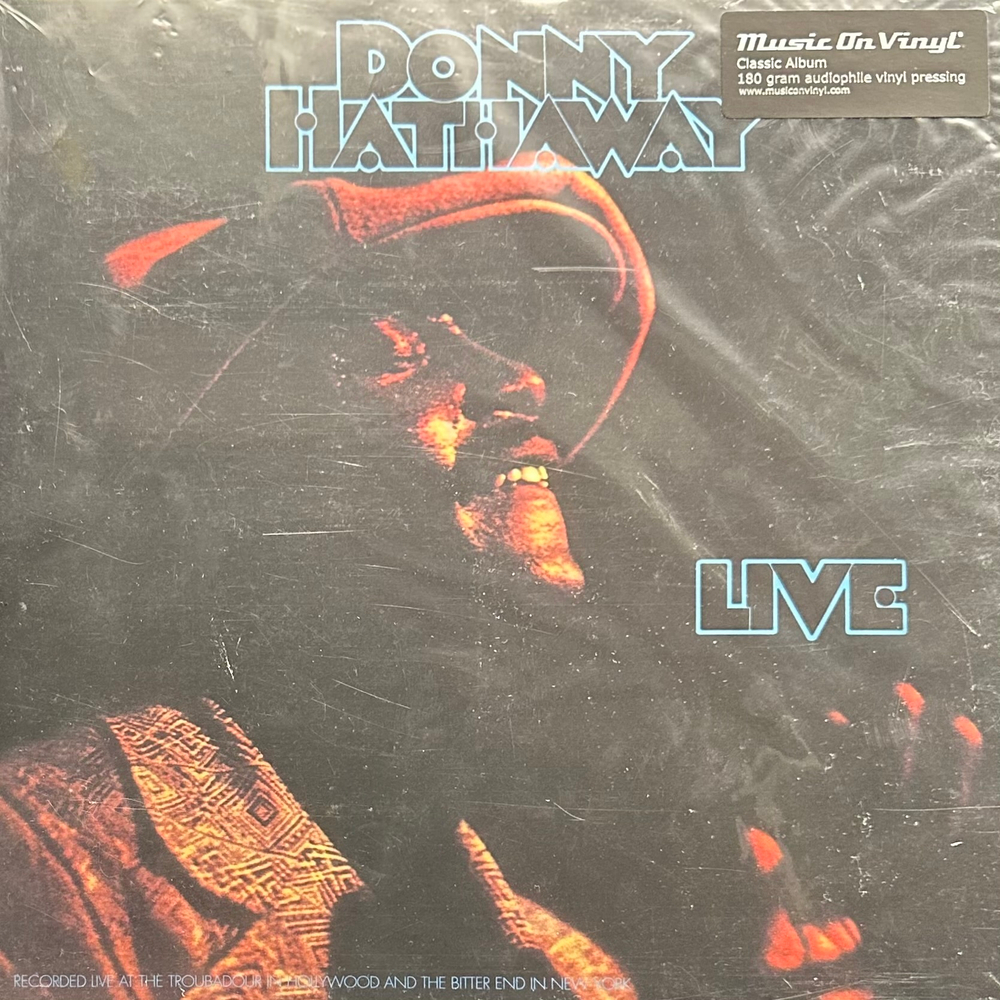 DONNY
HATHAWAY
Music On Vinyl
Classic Album
180 gram audiophile vinyl pressing
www.musiconvinyl.com
LIVE
RECORDED LIVE AT THE TROUBADOUR IN HOLLYWOOD AND THE BITTER END IN NEW YORK